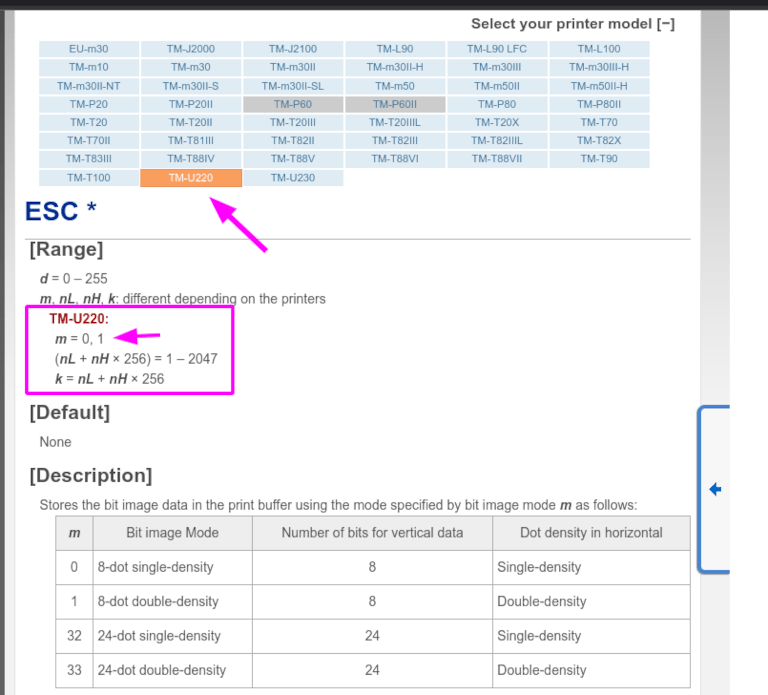 Select your printer model [−]
EU-m30 TM-J2000 TM-J2100 TM-L90 TM-L90 LFC TM-L100
TM-m10 TM-m30 TM-m30II TM-m30II-H TM-m30III TM-m30III-H
TM-m30II-NT TM-m30II-S TM-m30II-SL TM-m50 TM-m50II TM-m50II-H
TM-P20 TM-P20II TM-P60 TM-P60II TM-P80 TM-P80II
TM-T20 TM-T20II TM-T20III TM-T20IIIL TM-T20X TM-T70
TM-T70II TM-T81III TM-T82II TM-T82III TM-T82IIIL TM-T82X
TM-T83III TM-T88IV TM-T88V TM-T88VI TM-T88VII TM-T90
TM-T100 TM-U220 TM-U230
ESC *
[Range]
d = 0 – 255
m, nL, nH, k: different depending on the printers
TM-U220:
m = 0, 1
(nL + nH × 256) = 1 – 2047
k = nL + nH × 256
[Default]
None
[Description]
Stores the bit image data in the print buffer using the mode specified by bit image mode m as follows:
m Bit image Mode Number of bits for vertical data Dot density in horizontal
0 8-dot single-density 8 Single-density
1 8-dot double-density 8 Double-density
32 24-dot single-density 24 Single-density
33 24-dot double-density 24 Double-density